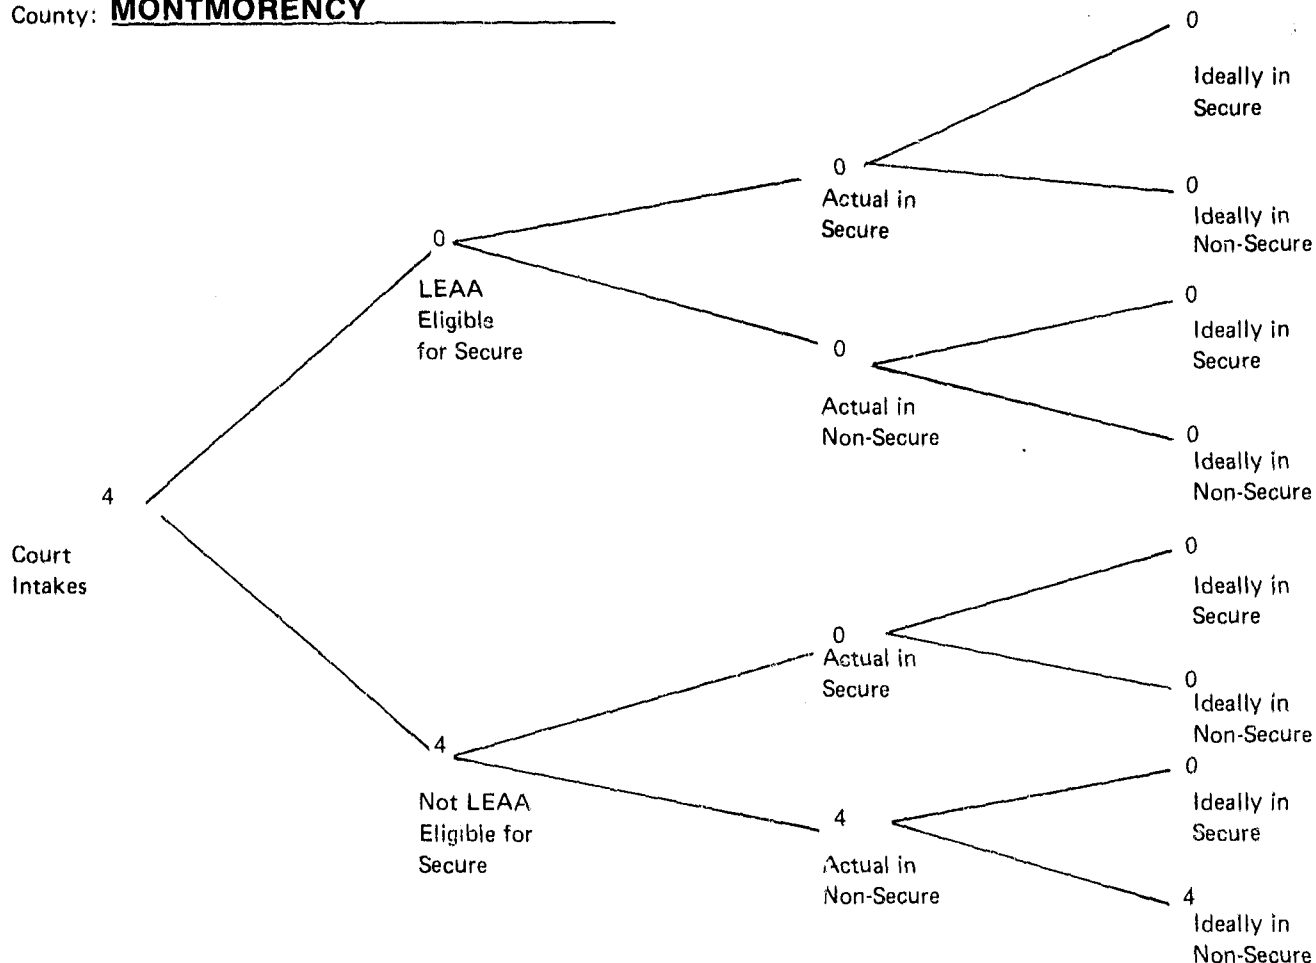 County: MONTMORENCY
0
Ideally in
Secure
0
Actual in
Secure
0
Ideally in
Non-Secure
0
LEAA
Eligible
for Secure
0
Ideally in
Secure
0
Actual in
Non-Secure
0
Ideally in
Non-Secure
4
Court
Intakes
0
Ideally in
Secure
0
Actual in
Secure
0
Ideally in
Non-Secure
4
Not LEAA
Eligible for
Secure
0
Ideally in
Secure
4
Actual in
Non-Secure
4
Ideally in
Non-Secure